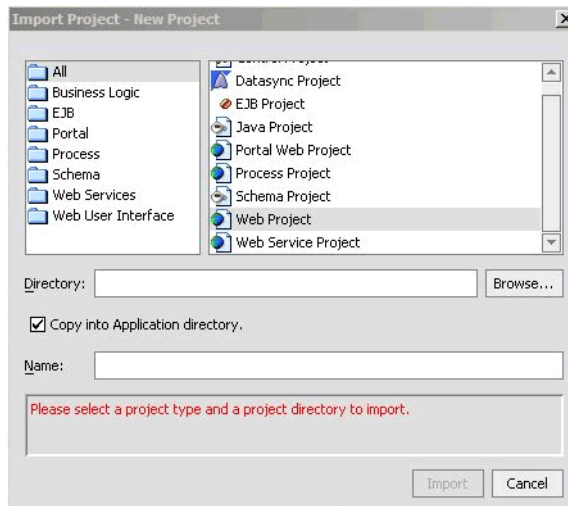 Import Project - New Project
All
Business Logic
EJB
Portal
Process
Schema
Web Services
Web User Interface
Datasync Project
EJB Project
Java Project
Portal Web Project
Process Project
Schema Project
Web Project
Web Service Project
Directory:
Browse...
Copy into Application directory.
Name:
Please select a project type and a project directory to import.
Import
Cancel